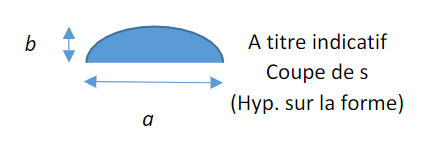 b
A titre indicatif
Coupe de s
(Hyp. sur la forme)
a